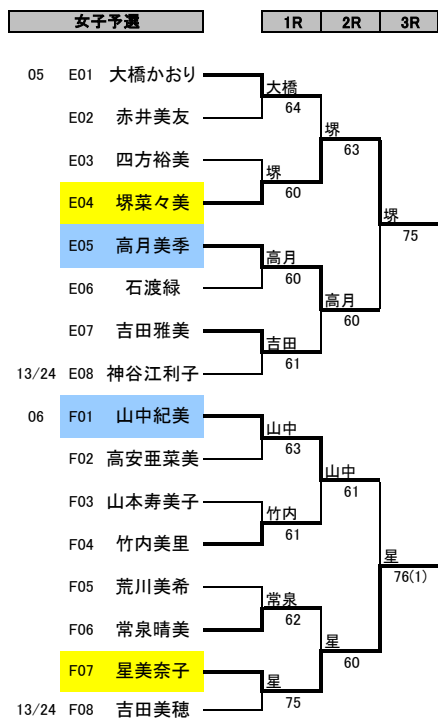 女子予選 1R 2R 3R
05 E01 大橋かおり
大橋
64
E02 赤井美友
堺
63
E03 四方裕美
堺
60
E04 堺菜々美
堺
75
E05 高月美季
高月
60
E06 石渡緑
高月
60
E07 吉田雅美
吉田
61
13/24 E08 神谷江利子
06 F01 山中紀美
山中
63
F02 高安亜菜美
山中
61
F03 山本寿美子
竹内
61
F04 竹内美里
星
76(1)
F05 荒川美希
常泉
62
F06 常泉晴美
星
60
F07 星美奈子
星
75
13/24 F08 吉田美穂